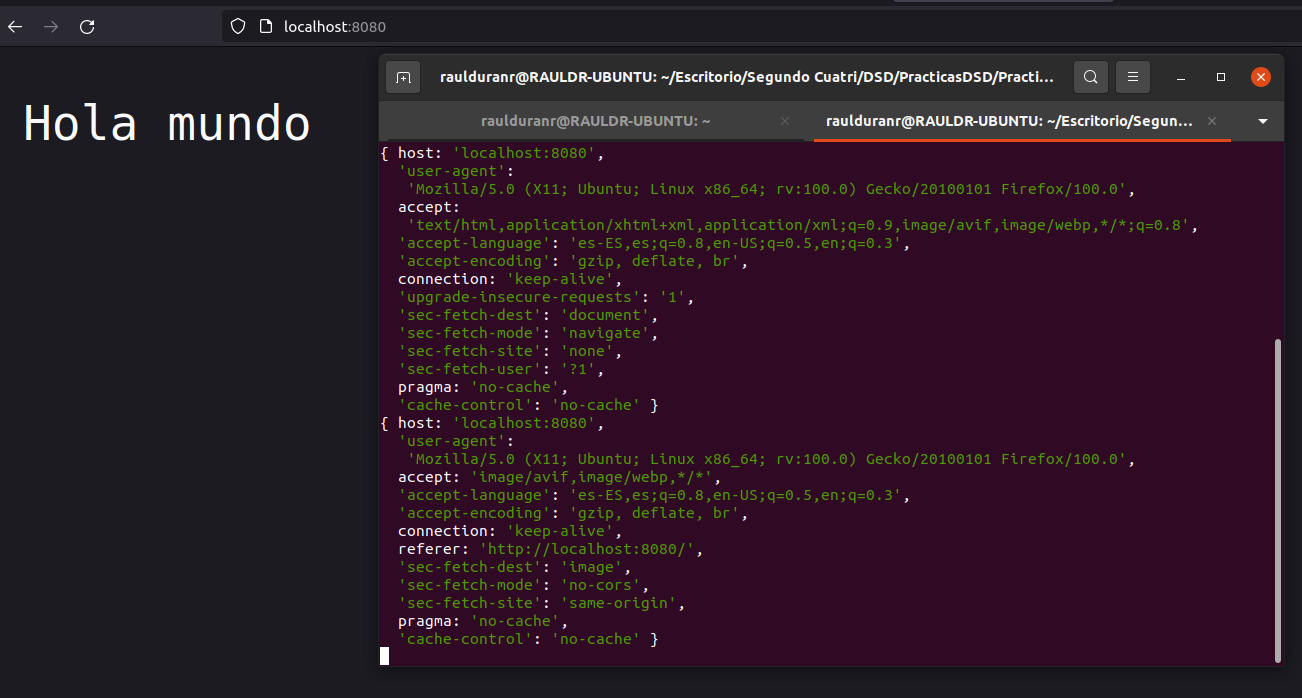 localhost:8080
Hola mundo
raulduranr@RAULDR-UBUNTU: ~/Escritorio/Segundo Cuatri/DSD/PracticasDSD/Practi...
raulduranr@RAULDR-UBUNTU: ~
raulduranr@RAULDR-UBUNTU: ~/Escritorio/Segun...
{ host: 'localhost:8080',
  'user-agent':
   'Mozilla/5.0 (X11; Ubuntu; Linux x86_64; rv:100.0) Gecko/20100101 Firefox/100.0',
  accept:
   'text/html,application/xhtml+xml,application/xml;q=0.9,image/avif,image/webp,*/*;q=0.8',
  'accept-language': 'es-ES,es;q=0.8,en-US;q=0.5,en;q=0.3',
  'accept-encoding': 'gzip, deflate, br',
  connection: 'keep-alive',
  'upgrade-insecure-requests': '1',
  'sec-fetch-dest': 'document',
  'sec-fetch-mode': 'navigate',
  'sec-fetch-site': 'none',
  'sec-fetch-user': '?1',
  pragma: 'no-cache',
  'cache-control': 'no-cache' }
{ host: 'localhost:8080',
  'user-agent':
   'Mozilla/5.0 (X11; Ubuntu; Linux x86_64; rv:100.0) Gecko/20100101 Firefox/100.0',
  accept: 'image/avif,image/webp,*/*',
  'accept-language': 'es-ES,es;q=0.8,en-US;q=0.5,en;q=0.3',
  'accept-encoding': 'gzip, deflate, br',
  connection: 'keep-alive',
  referer: 'http://localhost:8080/',
  'sec-fetch-dest': 'image',
  'sec-fetch-mode': 'no-cors',
  'sec-fetch-site': 'same-origin',
  pragma: 'no-cache',
  'cache-control': 'no-cache' }